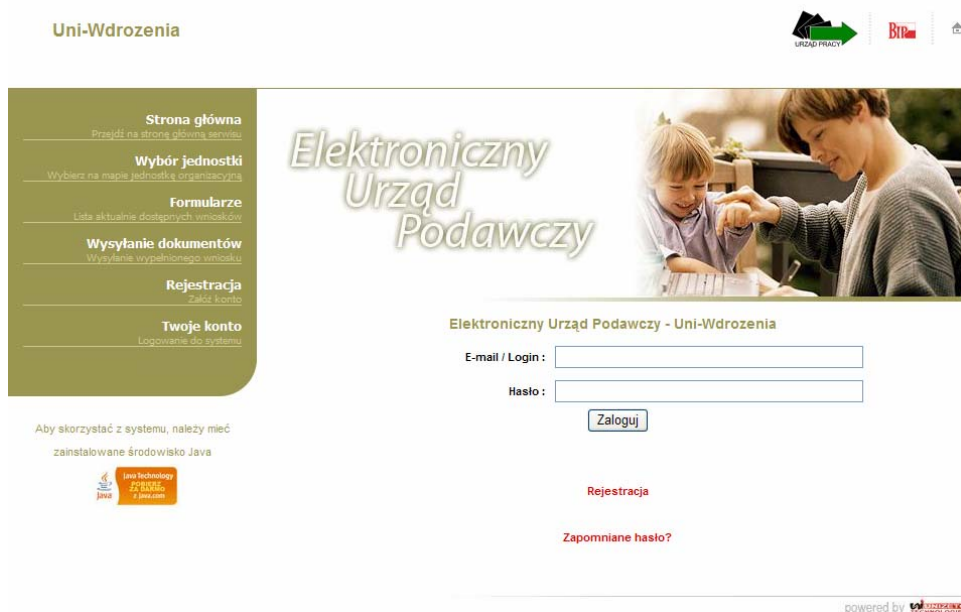 Uni-Wdrozenia
URZĄD PRACY
BIP
Strona główna
Przejdź na stronę główną serwisu
Wybór jednostki
Wybierz na mapie jednostkę organizacyjną
Formularze
Lista aktualnie dostępnych wniosków
Wysyłanie dokumentów
Wysyłanie wypełnionego wniosku
Rejestracja
Załóż konto
Twoje konto
Logowanie do systemu
Aby skorzystać z systemu, należy mieć
zainstalowane środowisko Java
Java
Java Technology
POBIERZ
ZA DARMO
z java.com
Elektroniczny
Urząd
Podawczy
Elektroniczny Urząd Podawczy - Uni-Wdrozenia
E-mail / Login :
Hasło :
Zaloguj
Rejestracja
Zapomniane hasło?
powered by UNIZETO